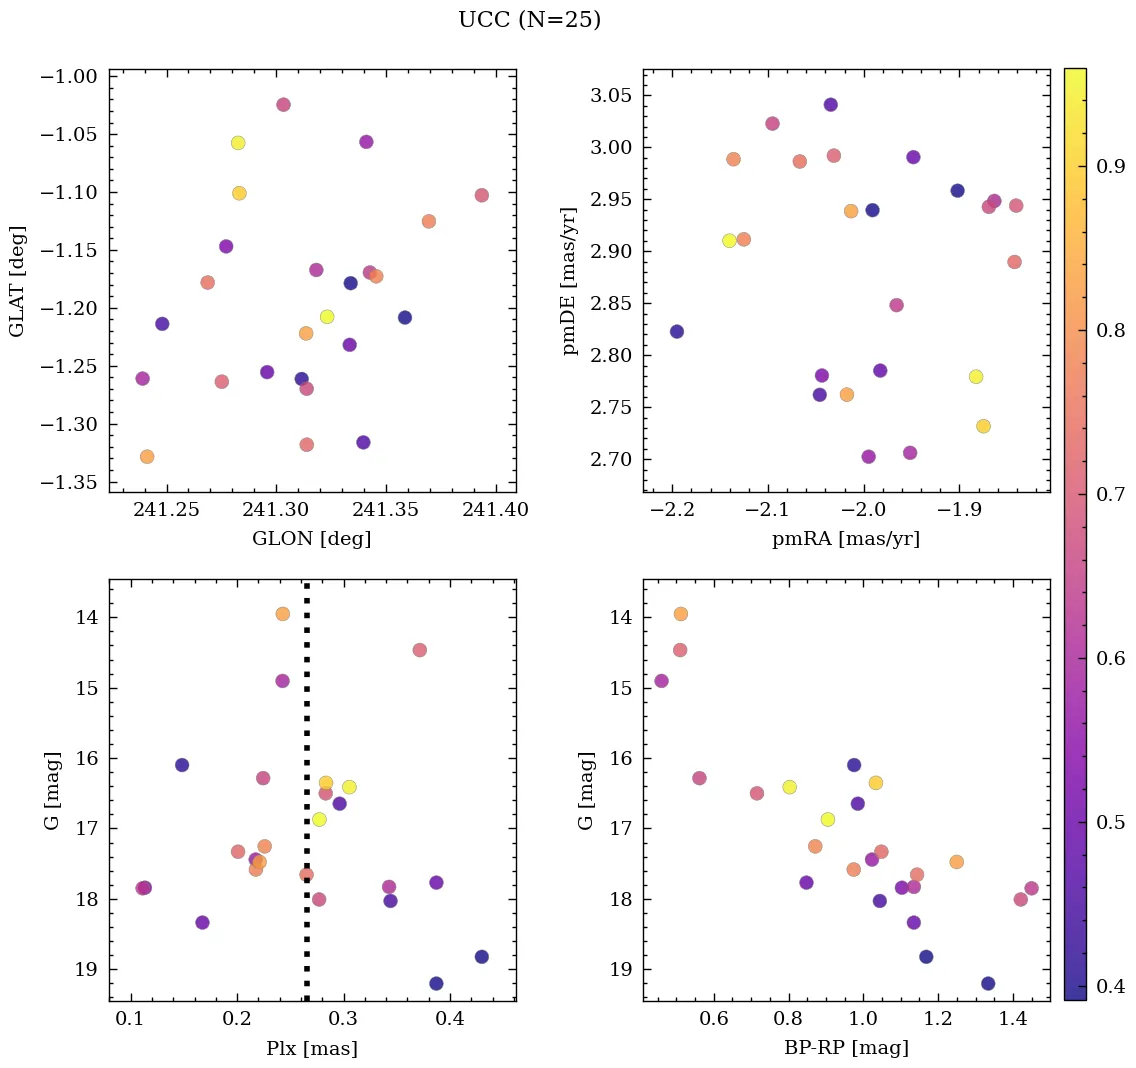 UCC (N=25)
−1.00
−1.05
−1.10
−1.15
−1.20
−1.25
−1.30
−1.35
GLAT [deg]
241.25 241.30 241.35 241.40
GLON [deg]
3.05
3.00
2.95
2.90
2.85
2.80
2.75
2.70
pmDE [mas/yr]
−2.2 −2.1 −2.0 −1.9
pmRA [mas/yr]
14
15
16
17
18
19
G [mag]
0.1 0.2 0.3 0.4
Plx [mas]
14
15
16
17
18
19
G [mag]
0.6 0.8 1.0 1.2 1.4
BP-RP [mag]
0.9
0.8
0.7
0.6
0.5
0.4